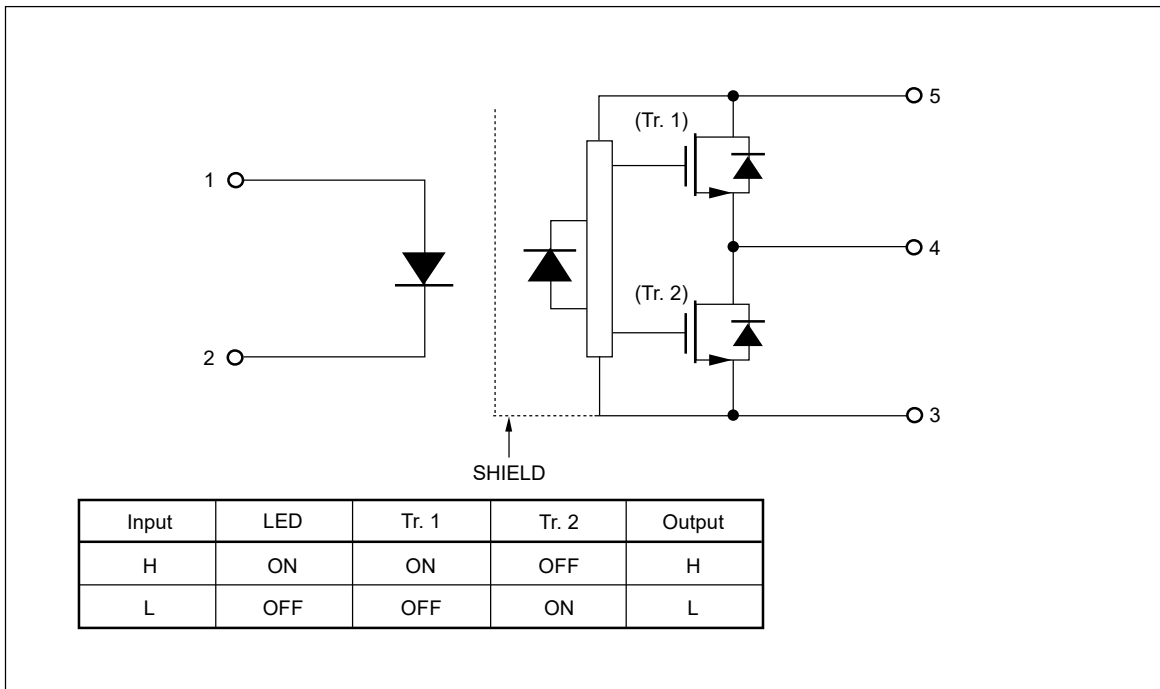 5
(Tr. 1)
1
4
(Tr. 2)
2
3
SHIELD
Input LED Tr. 1 Tr. 2 Output
H ON ON OFF H
L OFF OFF ON L